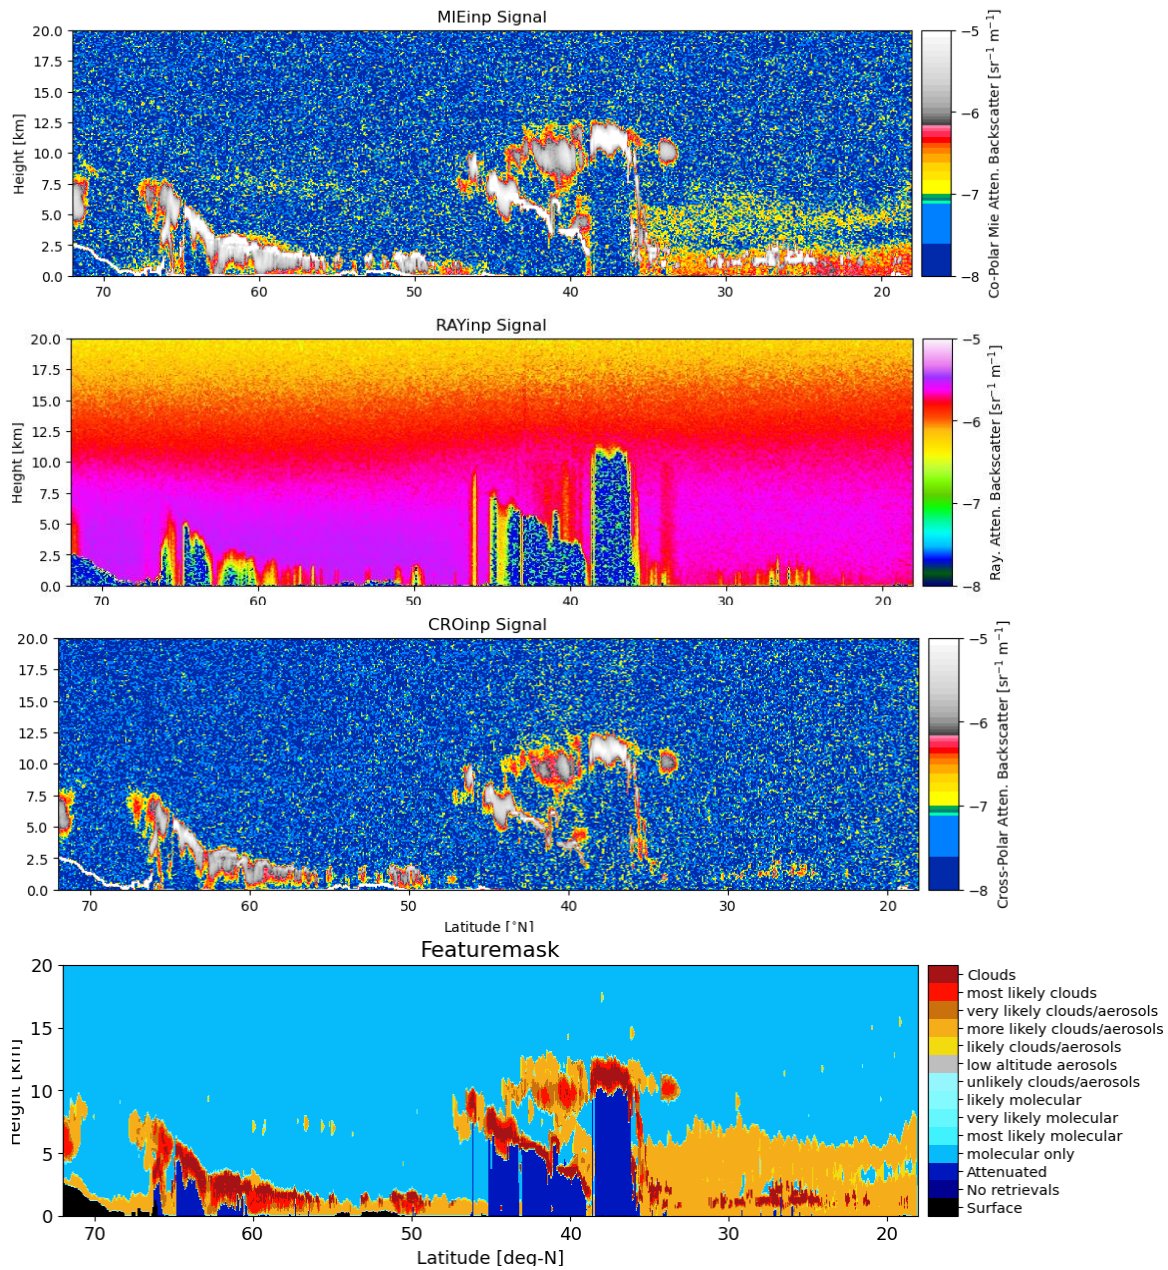 MIEinp Signal
20.0
17.5
15.0
12.5
10.0
7.5
5.0
2.5
0.0
Height [km]
70 60 50 40 30 20
−5
−6
−7
−8
Co-Polar Mie Atten. Backscatter [sr⁻¹ m⁻¹]
RAYinp Signal
20.0
17.5
15.0
12.5
10.0
7.5
5.0
2.5
0.0
Height [km]
70 60 50 40 30 20
−5
−6
−7
−8
Ray. Atten. Backscatter [sr⁻¹ m⁻¹]
CROinp Signal
20.0
17.5
15.0
12.5
10.0
7.5
5.0
2.5
0.0
70 60 50 40 30 20
Latitude [°N]
−5
−6
−7
−8
Cross-Polar Atten. Backscatter [sr⁻¹ m⁻¹]
Featuremask
20
15
10
5
0
Height [km]
70 60 50 40 30 20
Latitude [deg-N]
Clouds
most likely clouds
very likely clouds/aerosols
more likely clouds/aerosols
likely clouds/aerosols
low altitude aerosols
unlikely clouds/aerosols
likely molecular
very likely molecular
most likely molecular
molecular only
Attenuated
No retrievals
Surface